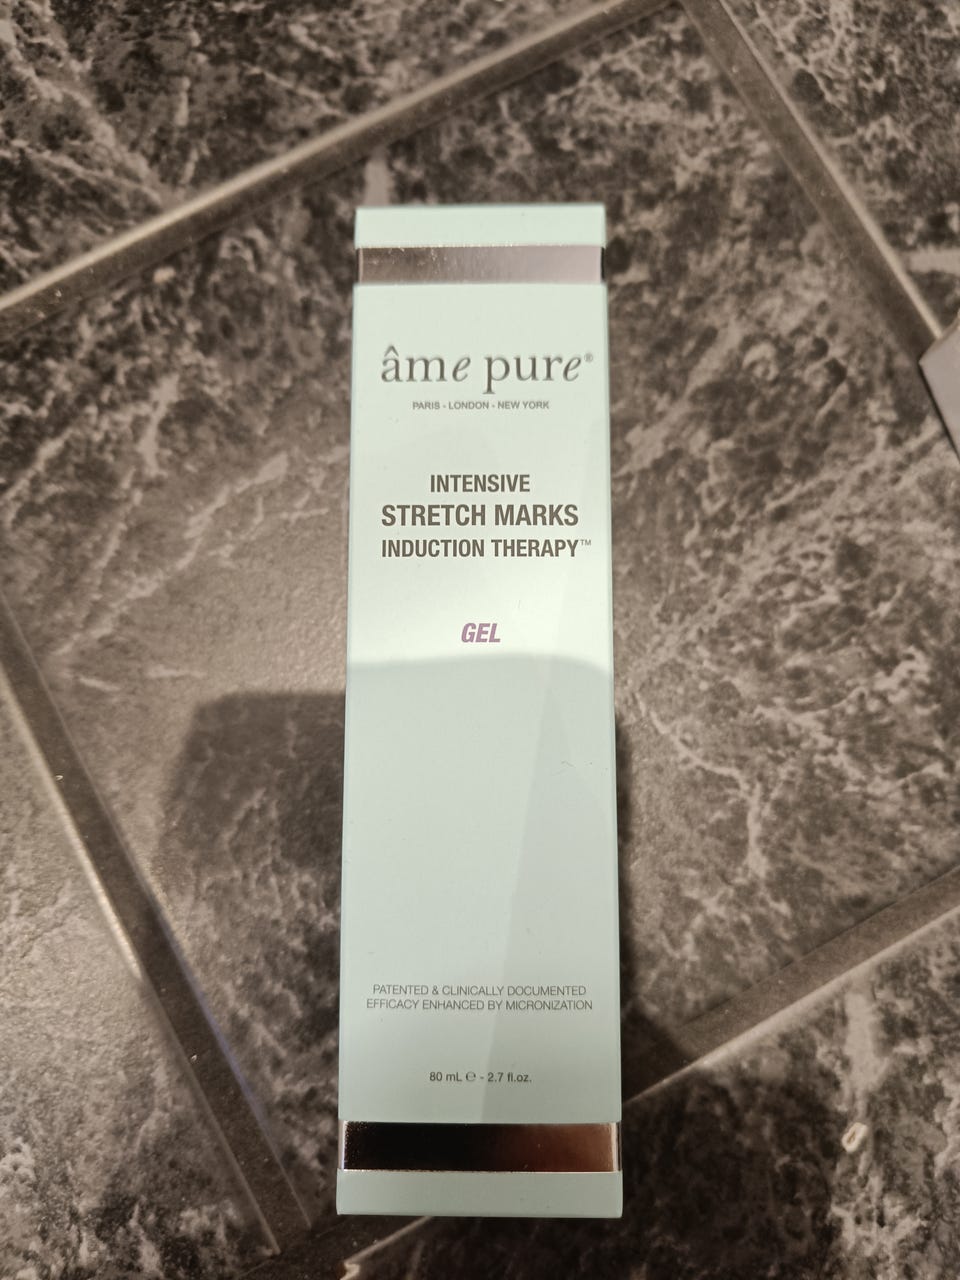 âme pure®
PARIS - LONDON - NEW YORK
INTENSIVE
STRETCH MARKS
INDUCTION THERAPY™
GEL
PATENTED & CLINICALLY DOCUMENTED
EFFICACY ENHANCED BY MICRONIZATION
80 mL ℮ - 2.7 fl.oz.